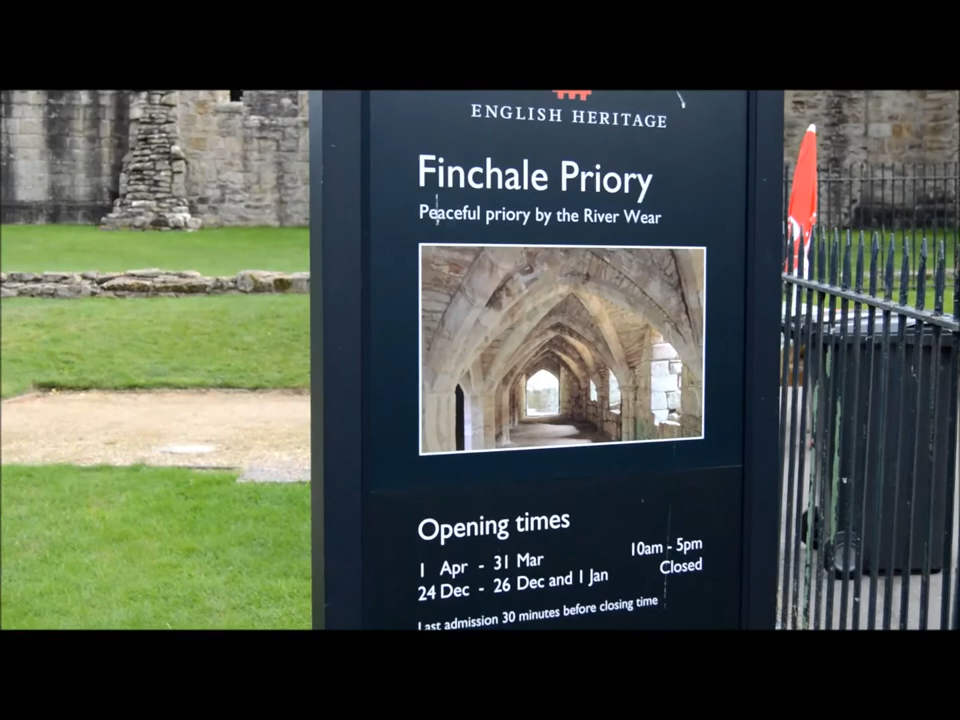 ENGLISH HERITAGE
Finchale Priory
Peaceful priory by the River Wear
Opening times
1 Apr - 31 Mar 10am - 5pm
24 Dec - 26 Dec and 1 Jan Closed
Last admission 30 minutes before closing time